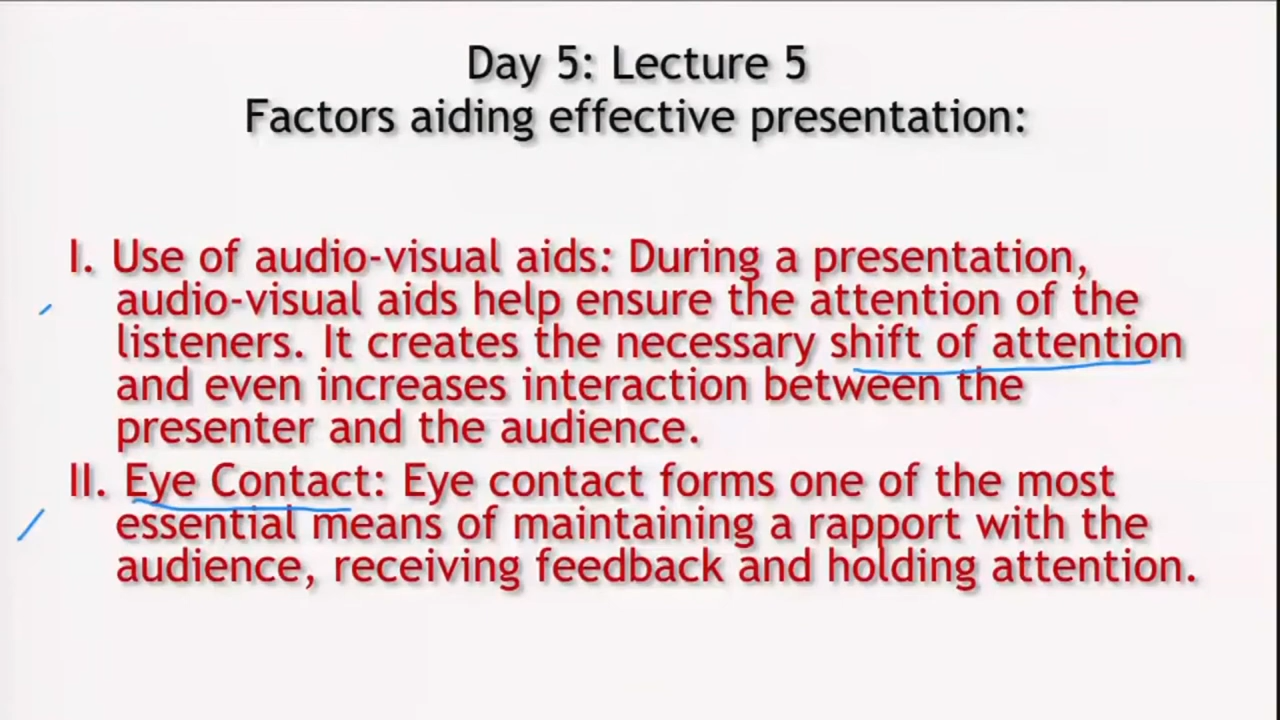 Day 5: Lecture 5
Factors aiding effective presentation:
I. Use of audio-visual aids: During a presentation,
audio-visual aids help ensure the attention of the
listeners. It creates the necessary shift of attention
and even increases interaction between the
presenter and the audience.
II. Eye Contact: Eye contact forms one of the most
essential means of maintaining a rapport with the
audience, receiving feedback and holding attention.